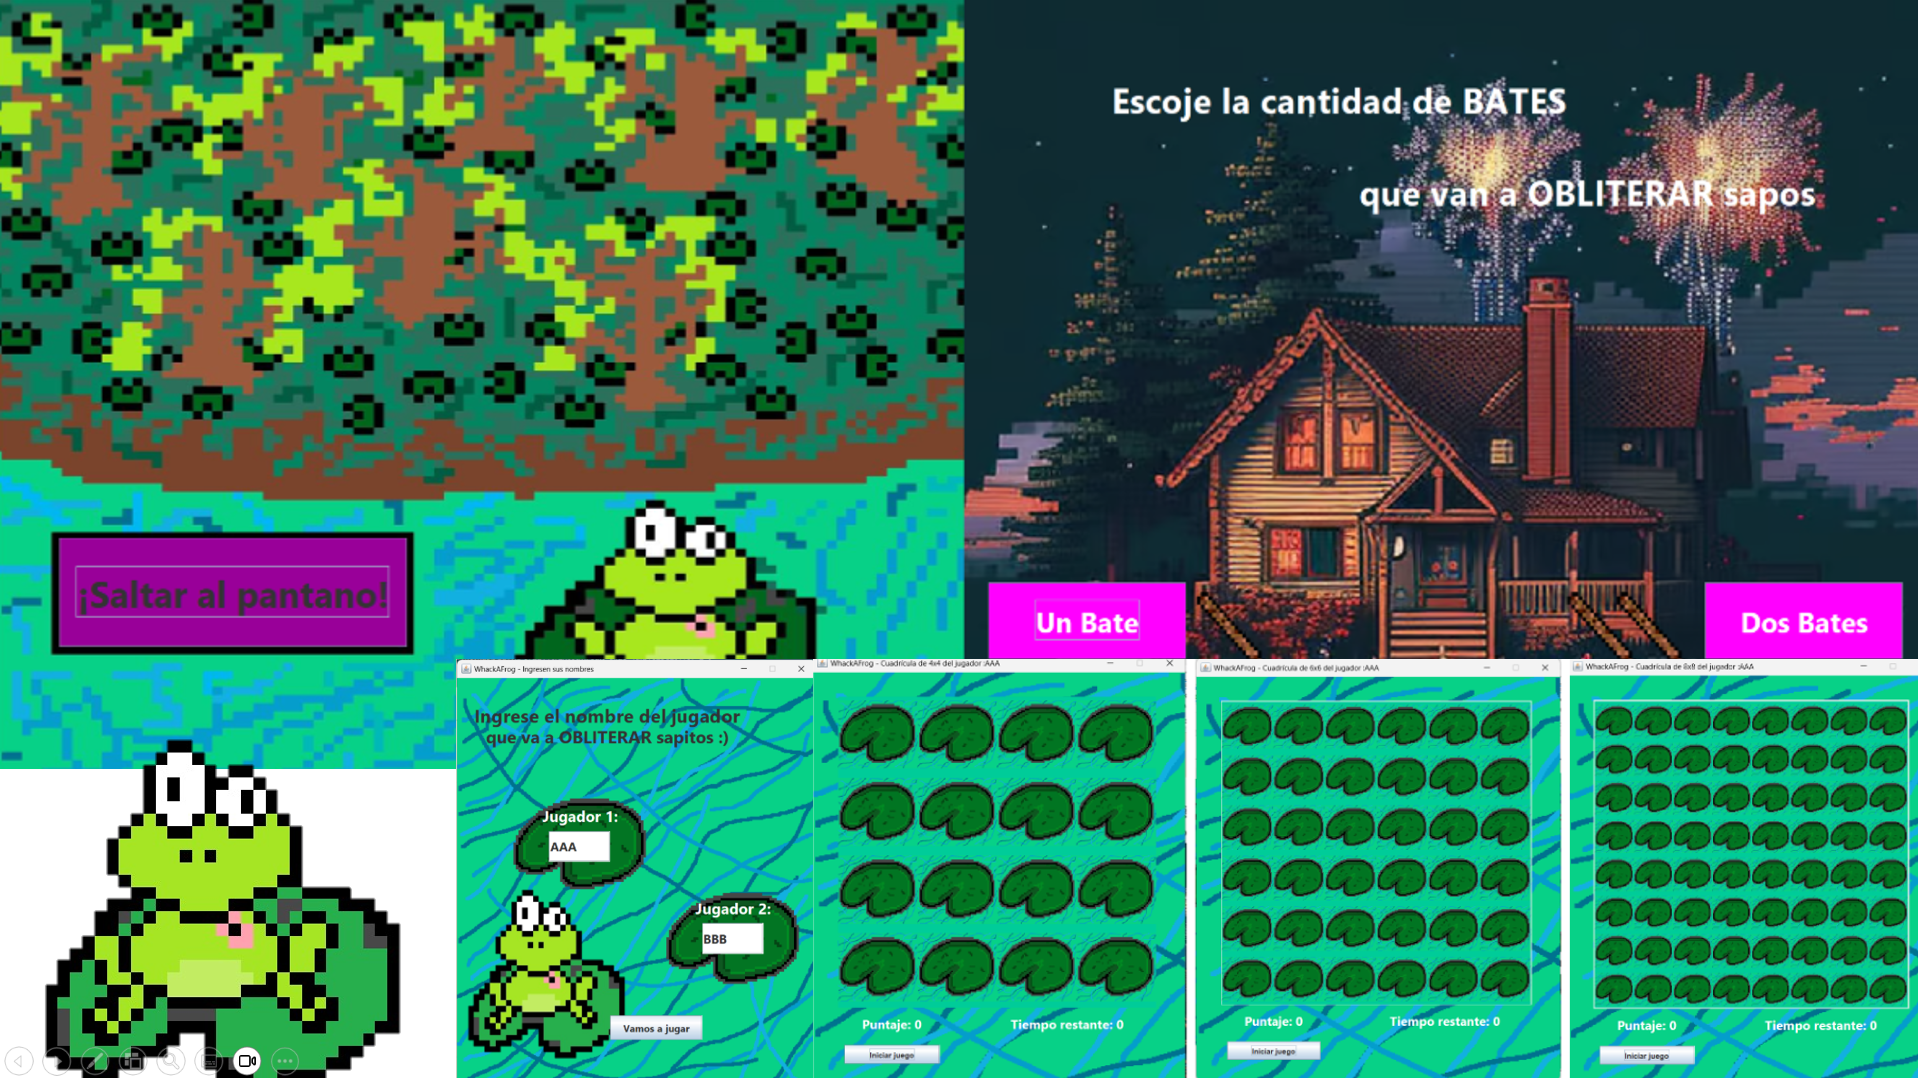 Escoje la cantidad de BATES
que van a OBLITERAR sapos
¡Saltar al pantano!
Un Bate
Dos Bates
WhackAFrog - Ingresen sus nombres
Ingrese el nombre del jugador
que va a OBLITERAR sapitos :)
Jugador 1:
AAA
Jugador 2:
BBB
Vamos a jugar
WhackAFrog - Cuadrícula de 4x4 del jugador :AAA
Puntaje: 0
Tiempo restante: 0
Iniciar juego
WhackAFrog - Cuadrícula de 6x6 del jugador :AAA
Puntaje: 0
Tiempo restante: 0
Iniciar juego
WhackAFrog - Cuadrícula de 8x8 del jugador :AAA
Puntaje: 0
Tiempo restante: 0
Iniciar juego